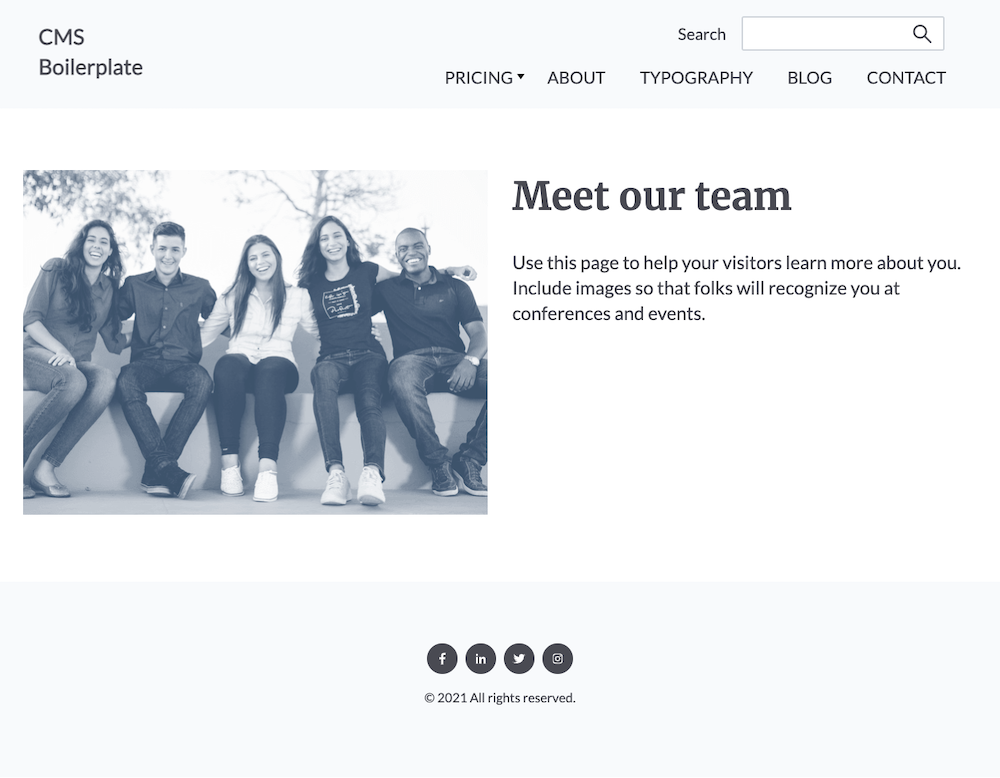 CMS
Boilerplate
Search
PRICING ABOUT TYPOGRAPHY BLOG CONTACT
Meet our team
Use this page to help your visitors learn more about you.
Include images so that folks will recognize you at
conferences and events.
© 2021 All rights reserved.